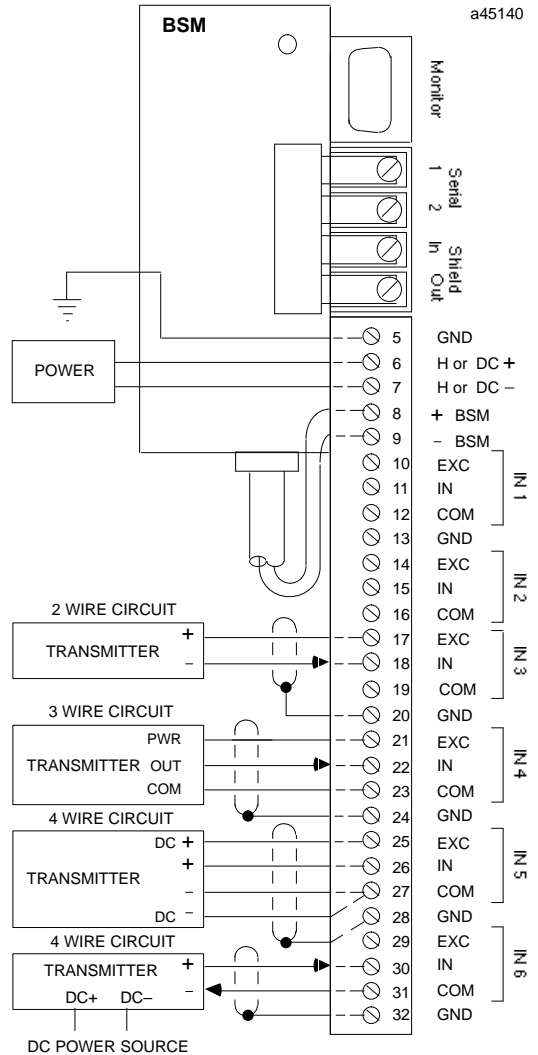 a45140
BSM
Monitor
1 2 Serial
In Out Shield
5 GND
6 H or DC +
7 H or DC –
8 + BSM
9 – BSM
10 EXC
11 IN
12 COM
IN 1
13 GND
14 EXC
15 IN
16 COM
IN 2
17 EXC
18 IN
19 COM
IN 3
20 GND
21 EXC
22 IN
23 COM
IN 4
24 GND
25 EXC
26 IN
27 COM
IN 5
28 GND
29 EXC
30 IN
31 COM
IN 6
32 GND
POWER
2 WIRE CIRCUIT
TRANSMITTER
+
–
3 WIRE CIRCUIT
PWR
TRANSMITTER OUT
COM
4 WIRE CIRCUIT
DC +
+
TRANSMITTER
–
DC –
4 WIRE CIRCUIT
TRANSMITTER +
–
DC+ DC–
DC POWER SOURCE